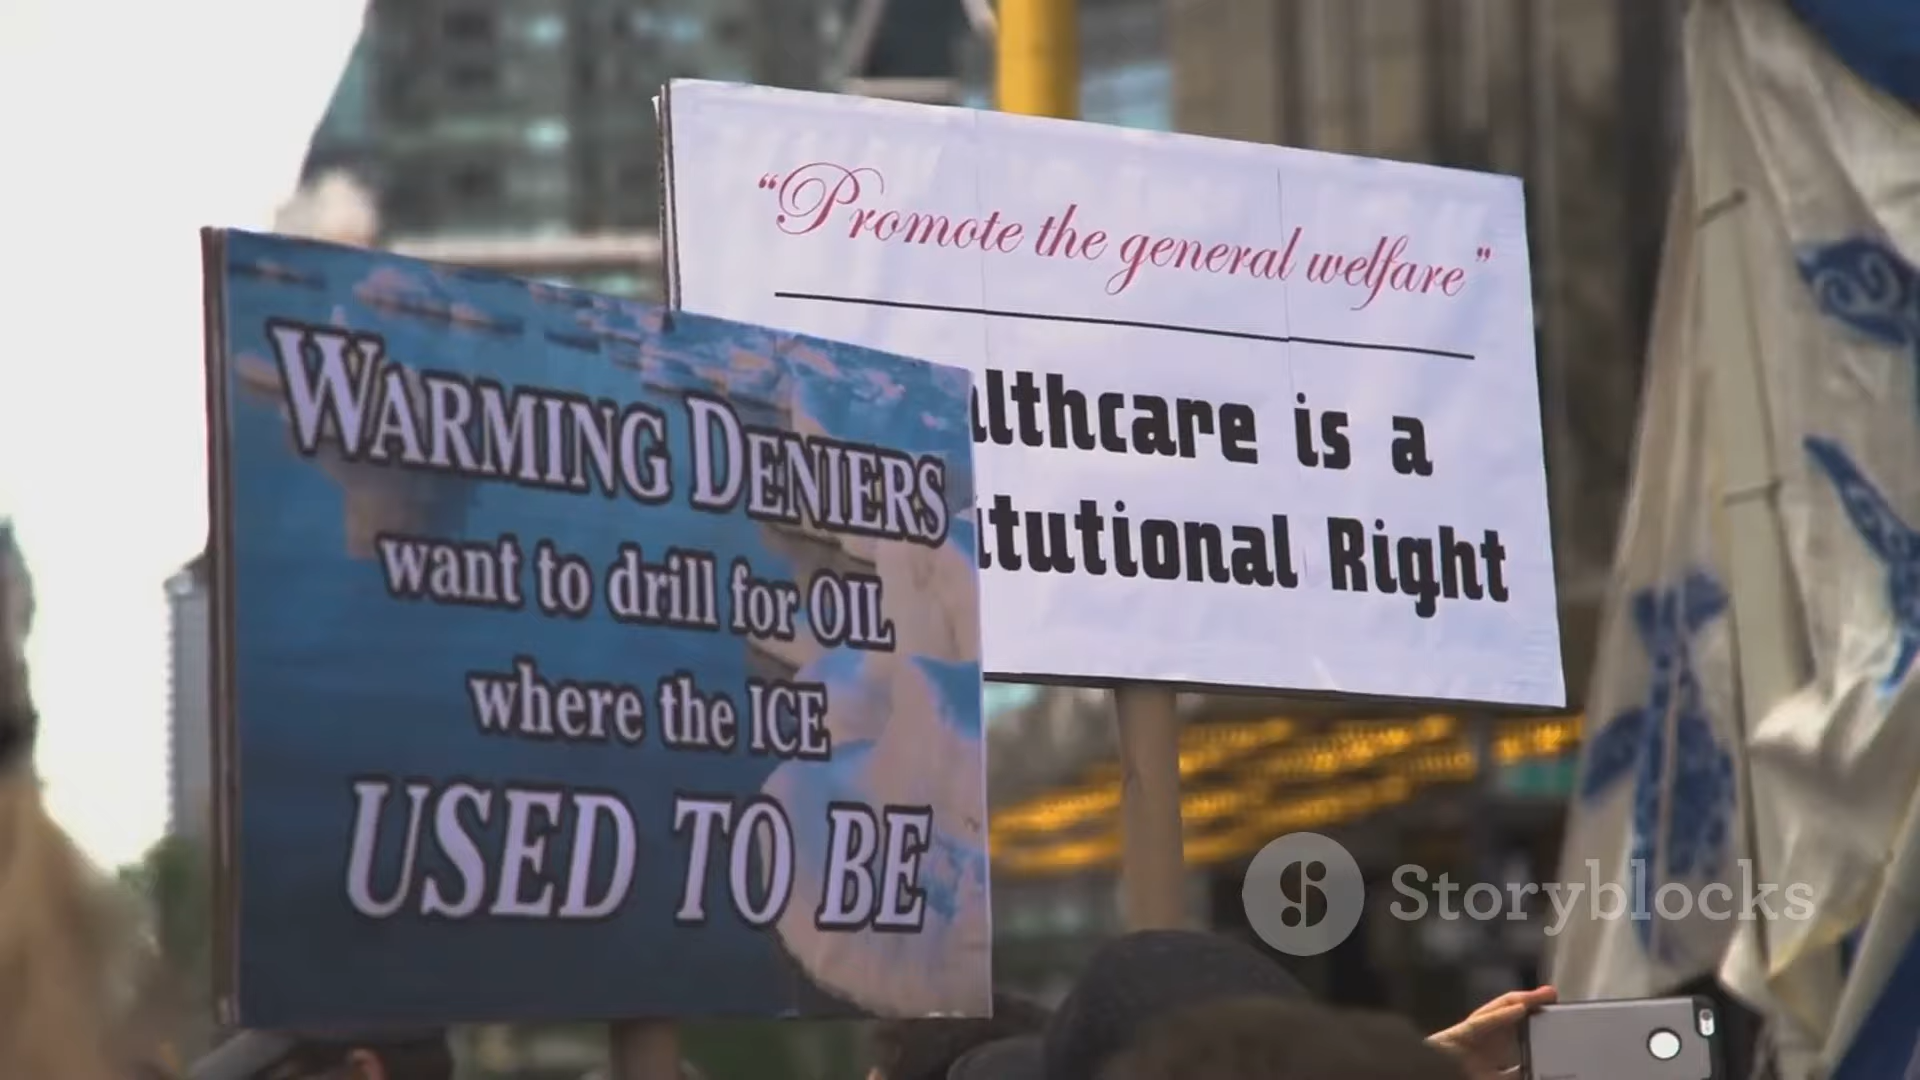 WARMING DENIERS
want to drill for OIL
where the ICE
USED TO BE
“Promote the general welfare”
lthcare is a
itutional Right
Storyblocks